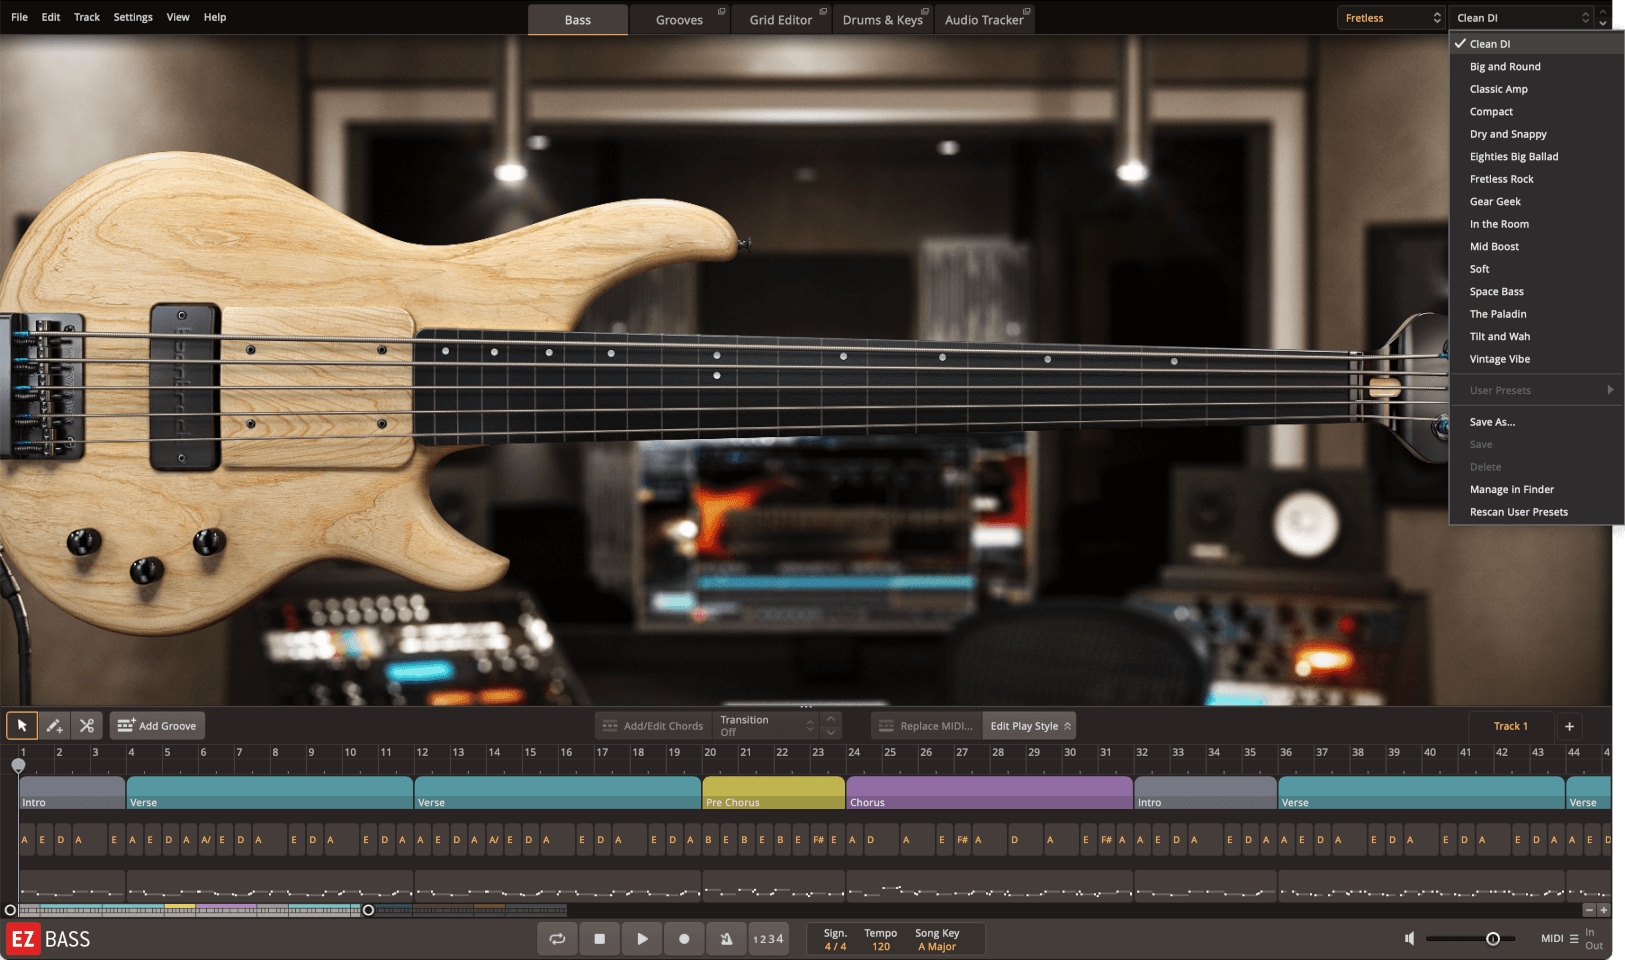 File Edit Track Settings View Help
Bass Grooves Grid Editor Drums & Keys Audio Tracker
Fretless Clean DI
Clean DI
Big and Round
Classic Amp
Compact
Dry and Snappy
Eighties Big Ballad
Fretless Rock
Gear Geek
In the Room
Mid Boost
Soft
Space Bass
The Paladin
Tilt and Wah
Vintage Vibe
User Presets
Save As...
Save
Delete
Manage in Finder
Rescan User Presets
Add Groove Add/Edit Chords Transition Off Replace MIDI... Edit Play Style Track 1 +
1 2 3 4 5 6 7 8 9 10 11 12 13 14 15 16 17 18 19 20 21 22 23 24 25 26 27 28 29 30 31 32 33 34 35 36 37 38 39 40 41 42 43 44 4
Intro Verse Verse Pre Chorus Chorus Intro Verse Verse
A E D A E A E D A A/ E D A E D A E D A A E D A A/ E D A E D A E D A B E B E B E F# E A D A E F# A D A E F# A A E D A E D A A E D A E D A E D A E D A A E D
EZ BASS
1 2 3 4
Sign. Tempo Song Key
4 / 4 120 A Major
MIDI In
Out